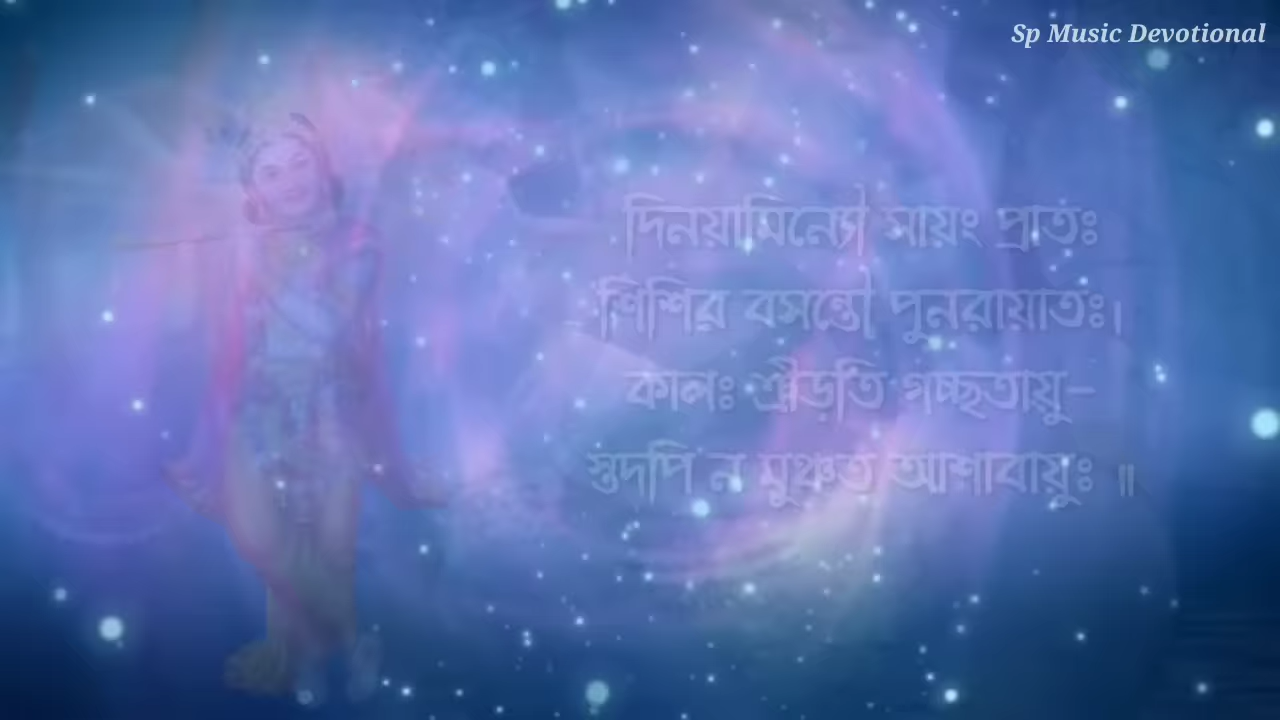 Sp Music Devotional
দিনয়ামিন্যৌ সায়ং প্রাতঃ
শিশির বসন্তৌ পুনরায়াতঃ।
কালঃ ক্রীড়তি গচ্ছতায়ু-
স্তদপি ন মুঞ্চত আশাবায়ুঃ ॥